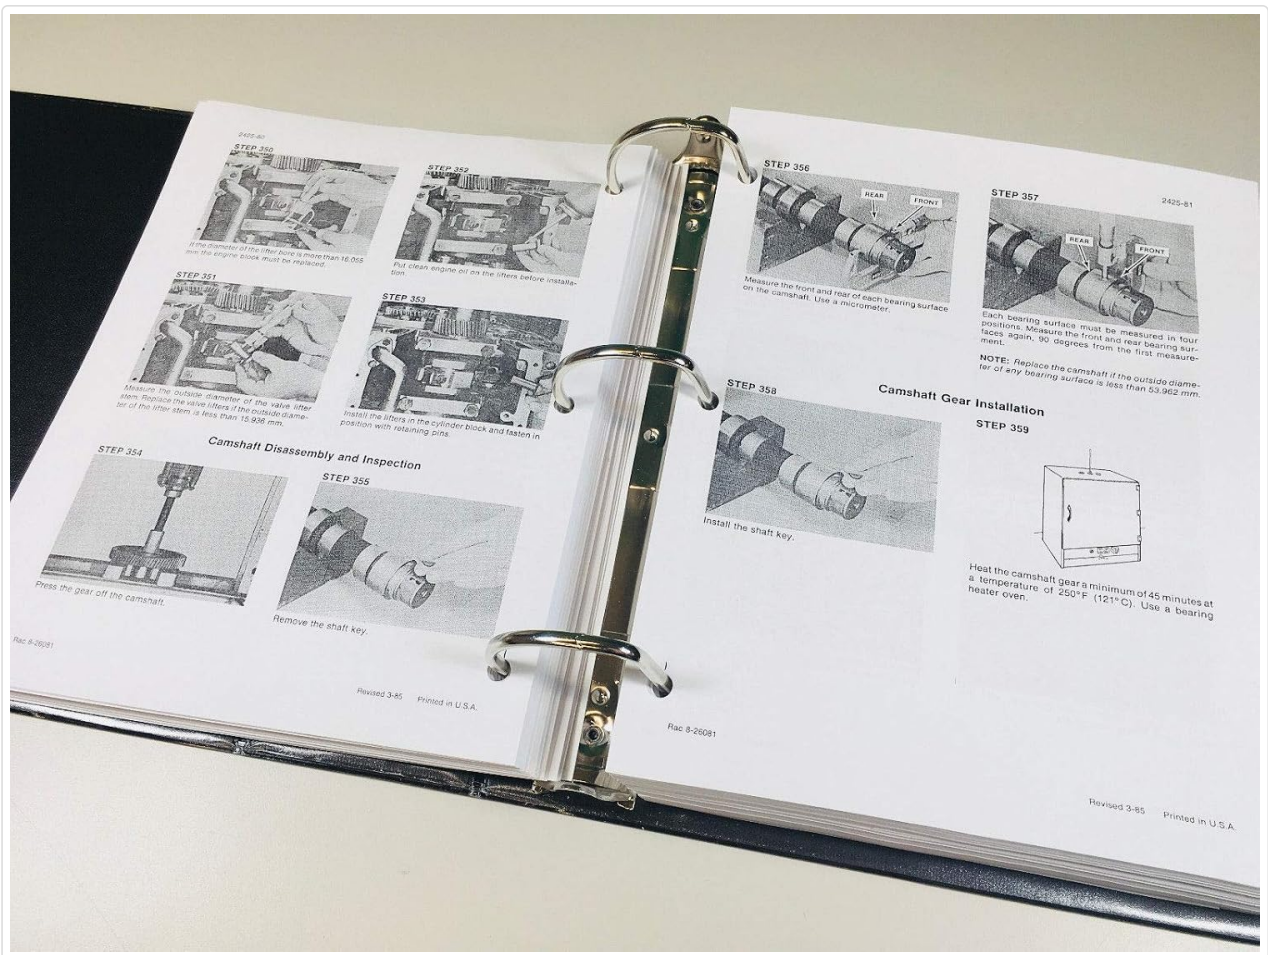 2425-80
STEP 350
If the diameter of the lifter bore is more than 16.055
mm the engine block must be replaced.
STEP 351
Measure the outside diameter of the valve lifter
stem. Replace the valve lifters if the outside diame-
ter of the lifter stem is less than 15.936 mm.
STEP 352
Put clean engine oil on the lifters before installa-
tion.
STEP 353
Install the lifters in the cylinder block and fasten in
position with retaining pins.
Camshaft Disassembly and Inspection
STEP 354
Press the gear off the camshaft.
STEP 355
Remove the shaft key.
Rac 8-26081
Revised 3-85 Printed in U.S.A.
2425-81
STEP 356
REAR
FRONT
Measure the front and rear of each bearing surface
on the camshaft. Use a micrometer.
STEP 357
REAR
FRONT
Each bearing surface must be measured in four
positions. Measure the front and rear bearing sur-
faces again, 90 degrees from the first measure-
ment.
NOTE: Replace the camshaft if the outside diame-
ter of any bearing surface is less than 53.962 mm.
STEP 358
Install the shaft key.
Camshaft Gear Installation
STEP 359
Heat the camshaft gear a minimum of 45 minutes at
a temperature of 250°F (121°C). Use a bearing
heater oven.
Rac 8-26081
Revised 3-85 Printed in U.S.A.